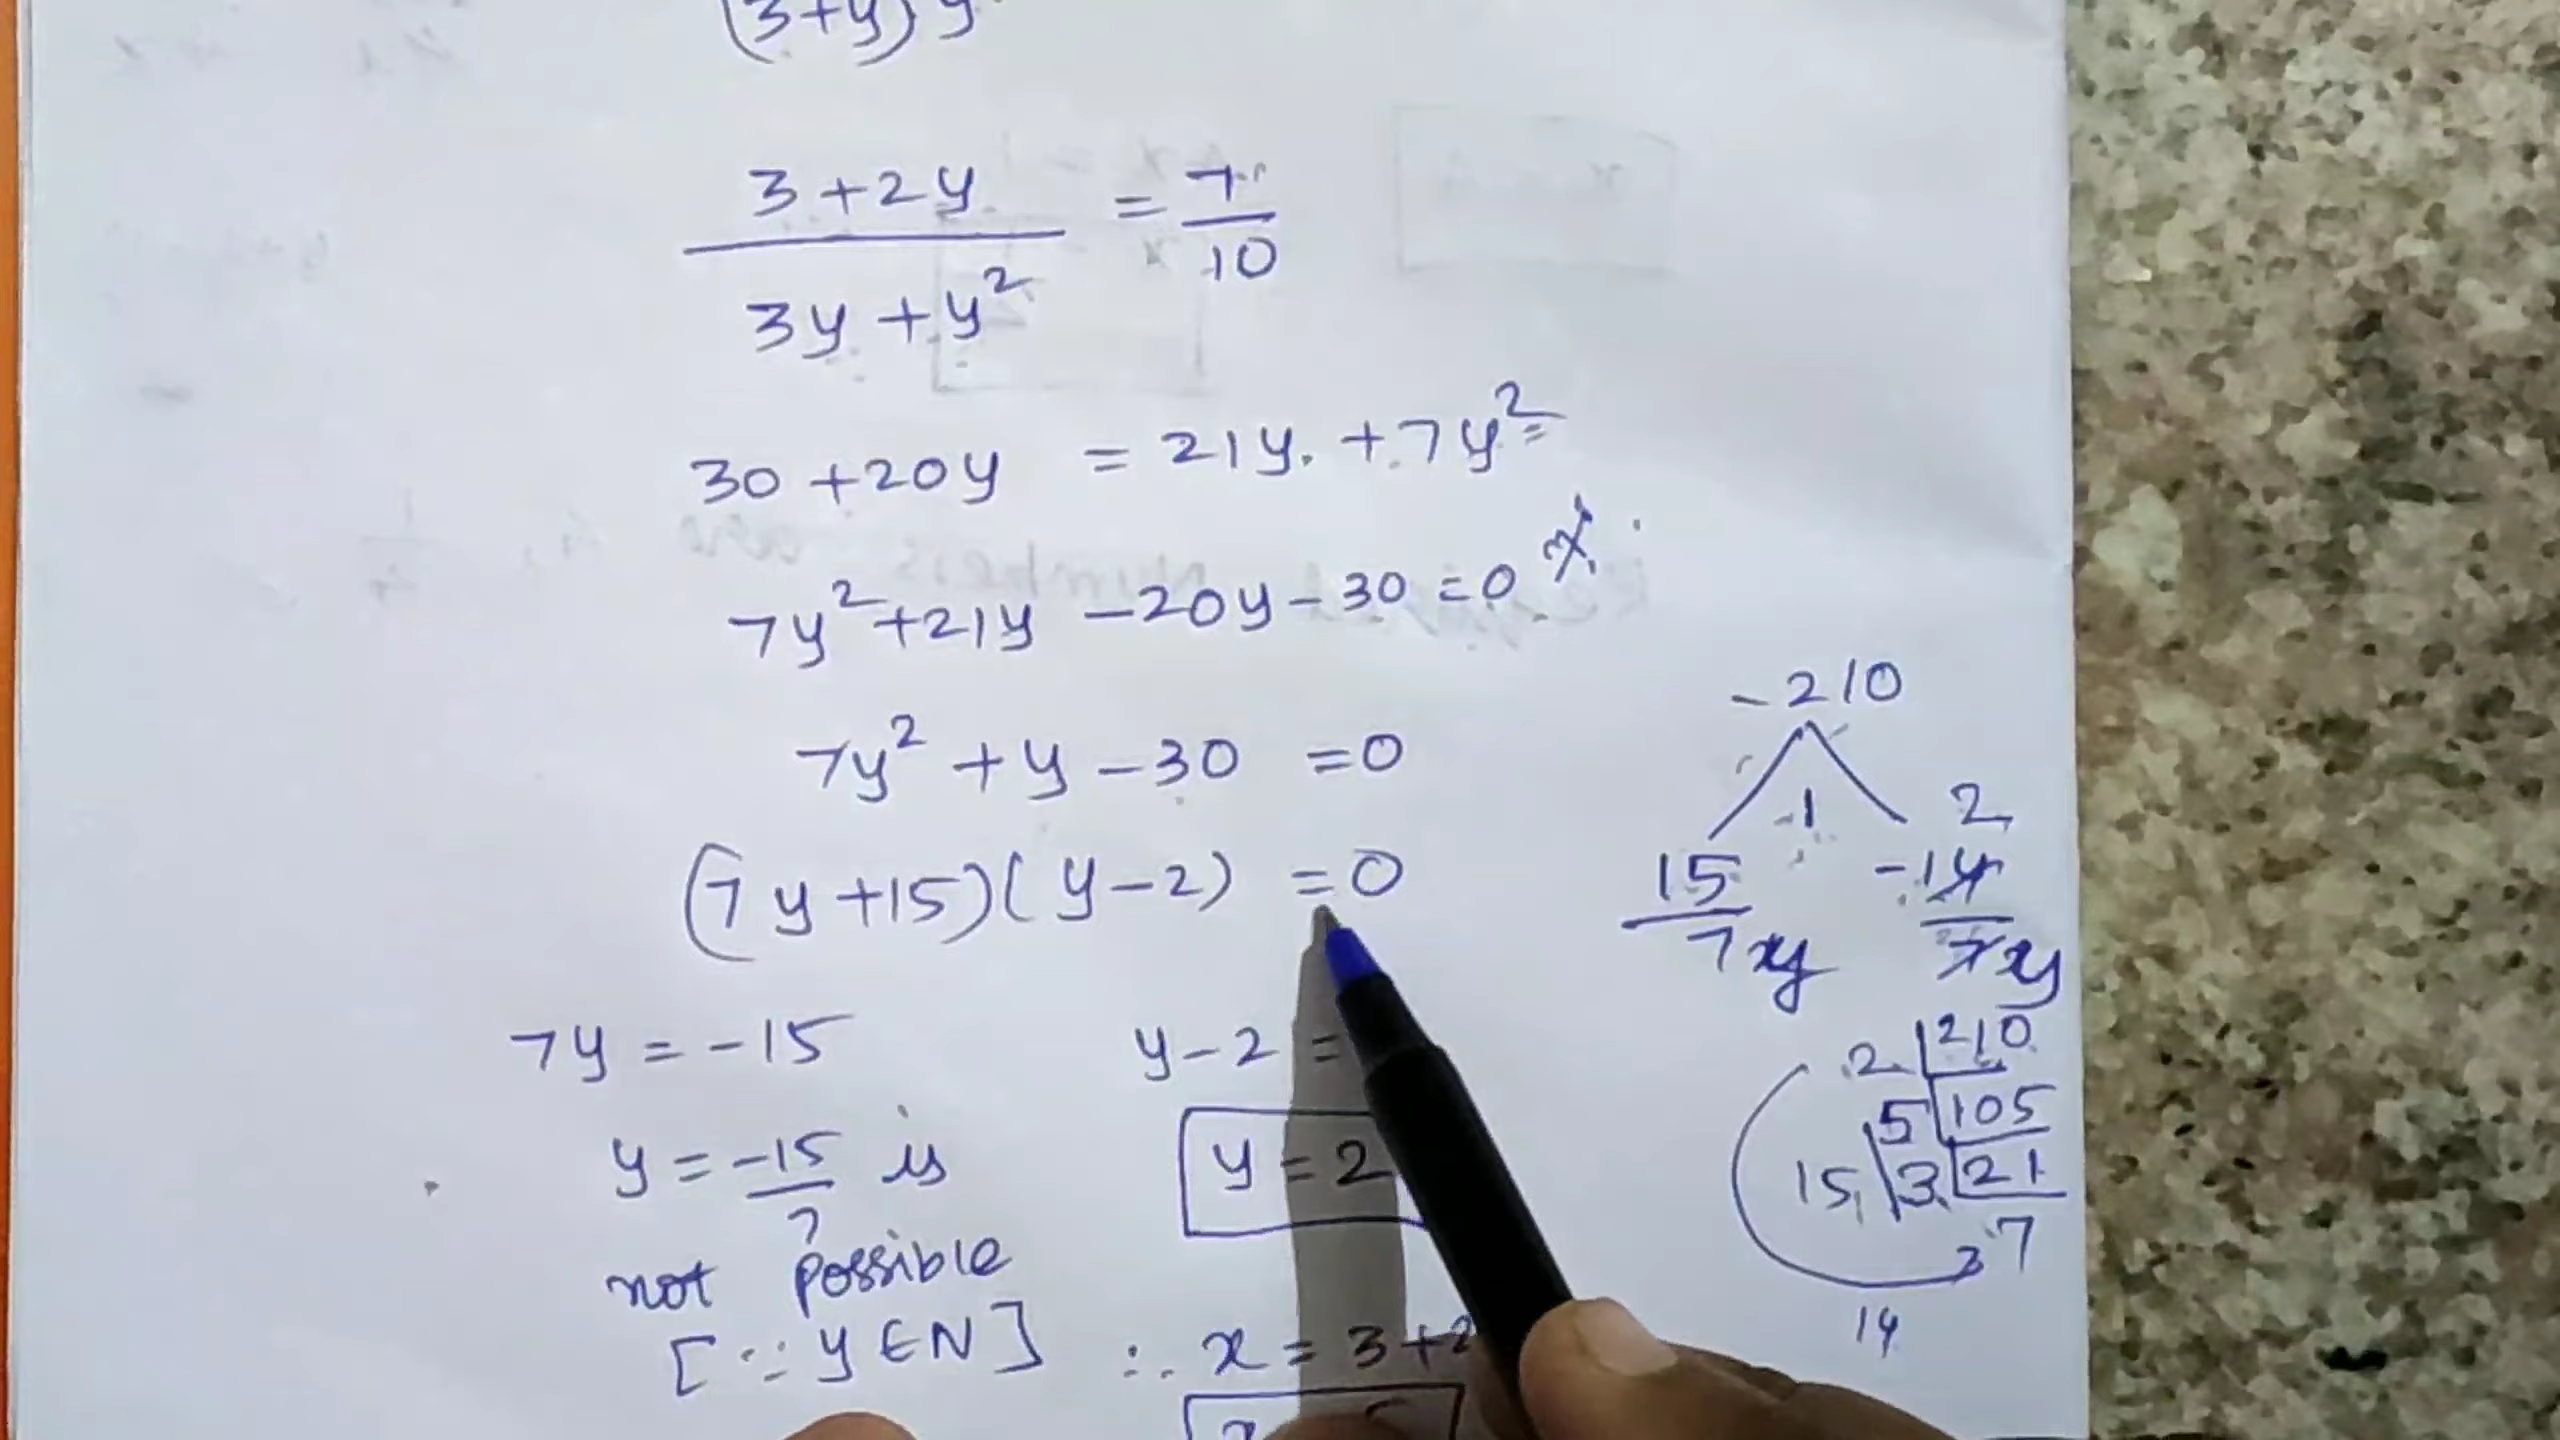 (3+y) y
3+2y
= 7/10
3y + y²
30 + 20y = 21y + 7y²
7y² + 21y - 20y - 30 = 0
7y² + y - 30 = 0
(7y + 15)(y - 2) = 0
7y = -15
y - 2 =
y = -15/7 is
y = 2
not possible
[∵ y ∈ N]
∴ x = 3 + 2
-210
1
2
15
-14
7
y
7
y
2 210
5 105
15 3 21
7
14